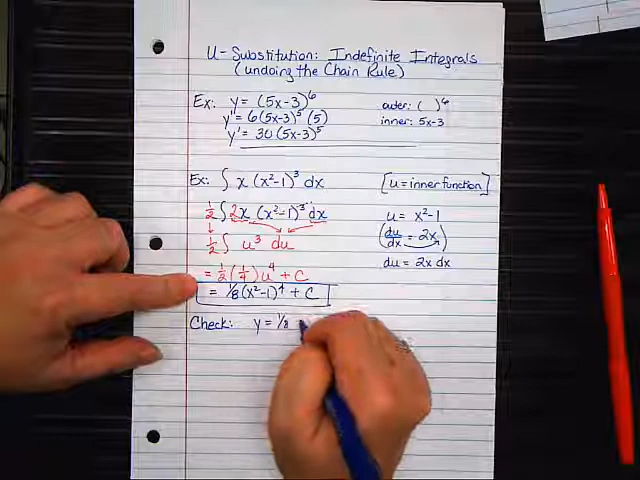 U-Substitution: Indefinite Integrals
(undoing the Chain Rule)
Ex: y = (5x-3)⁶ outer: ( )⁶
y' = 6(5x-3)⁵(5) inner: 5x-3
y' = 30(5x-3)⁵
Ex: ∫ x (x²-1)³ dx [u = inner function]
½ ∫ 2x (x²-1)³ dx u = x²-1
½ ∫ u³ du (du/dx = 2x)
du = 2x dx
= ½(¼)u⁴ + C
= ⅛(x²-1)⁴ + C
Check: y = ⅛